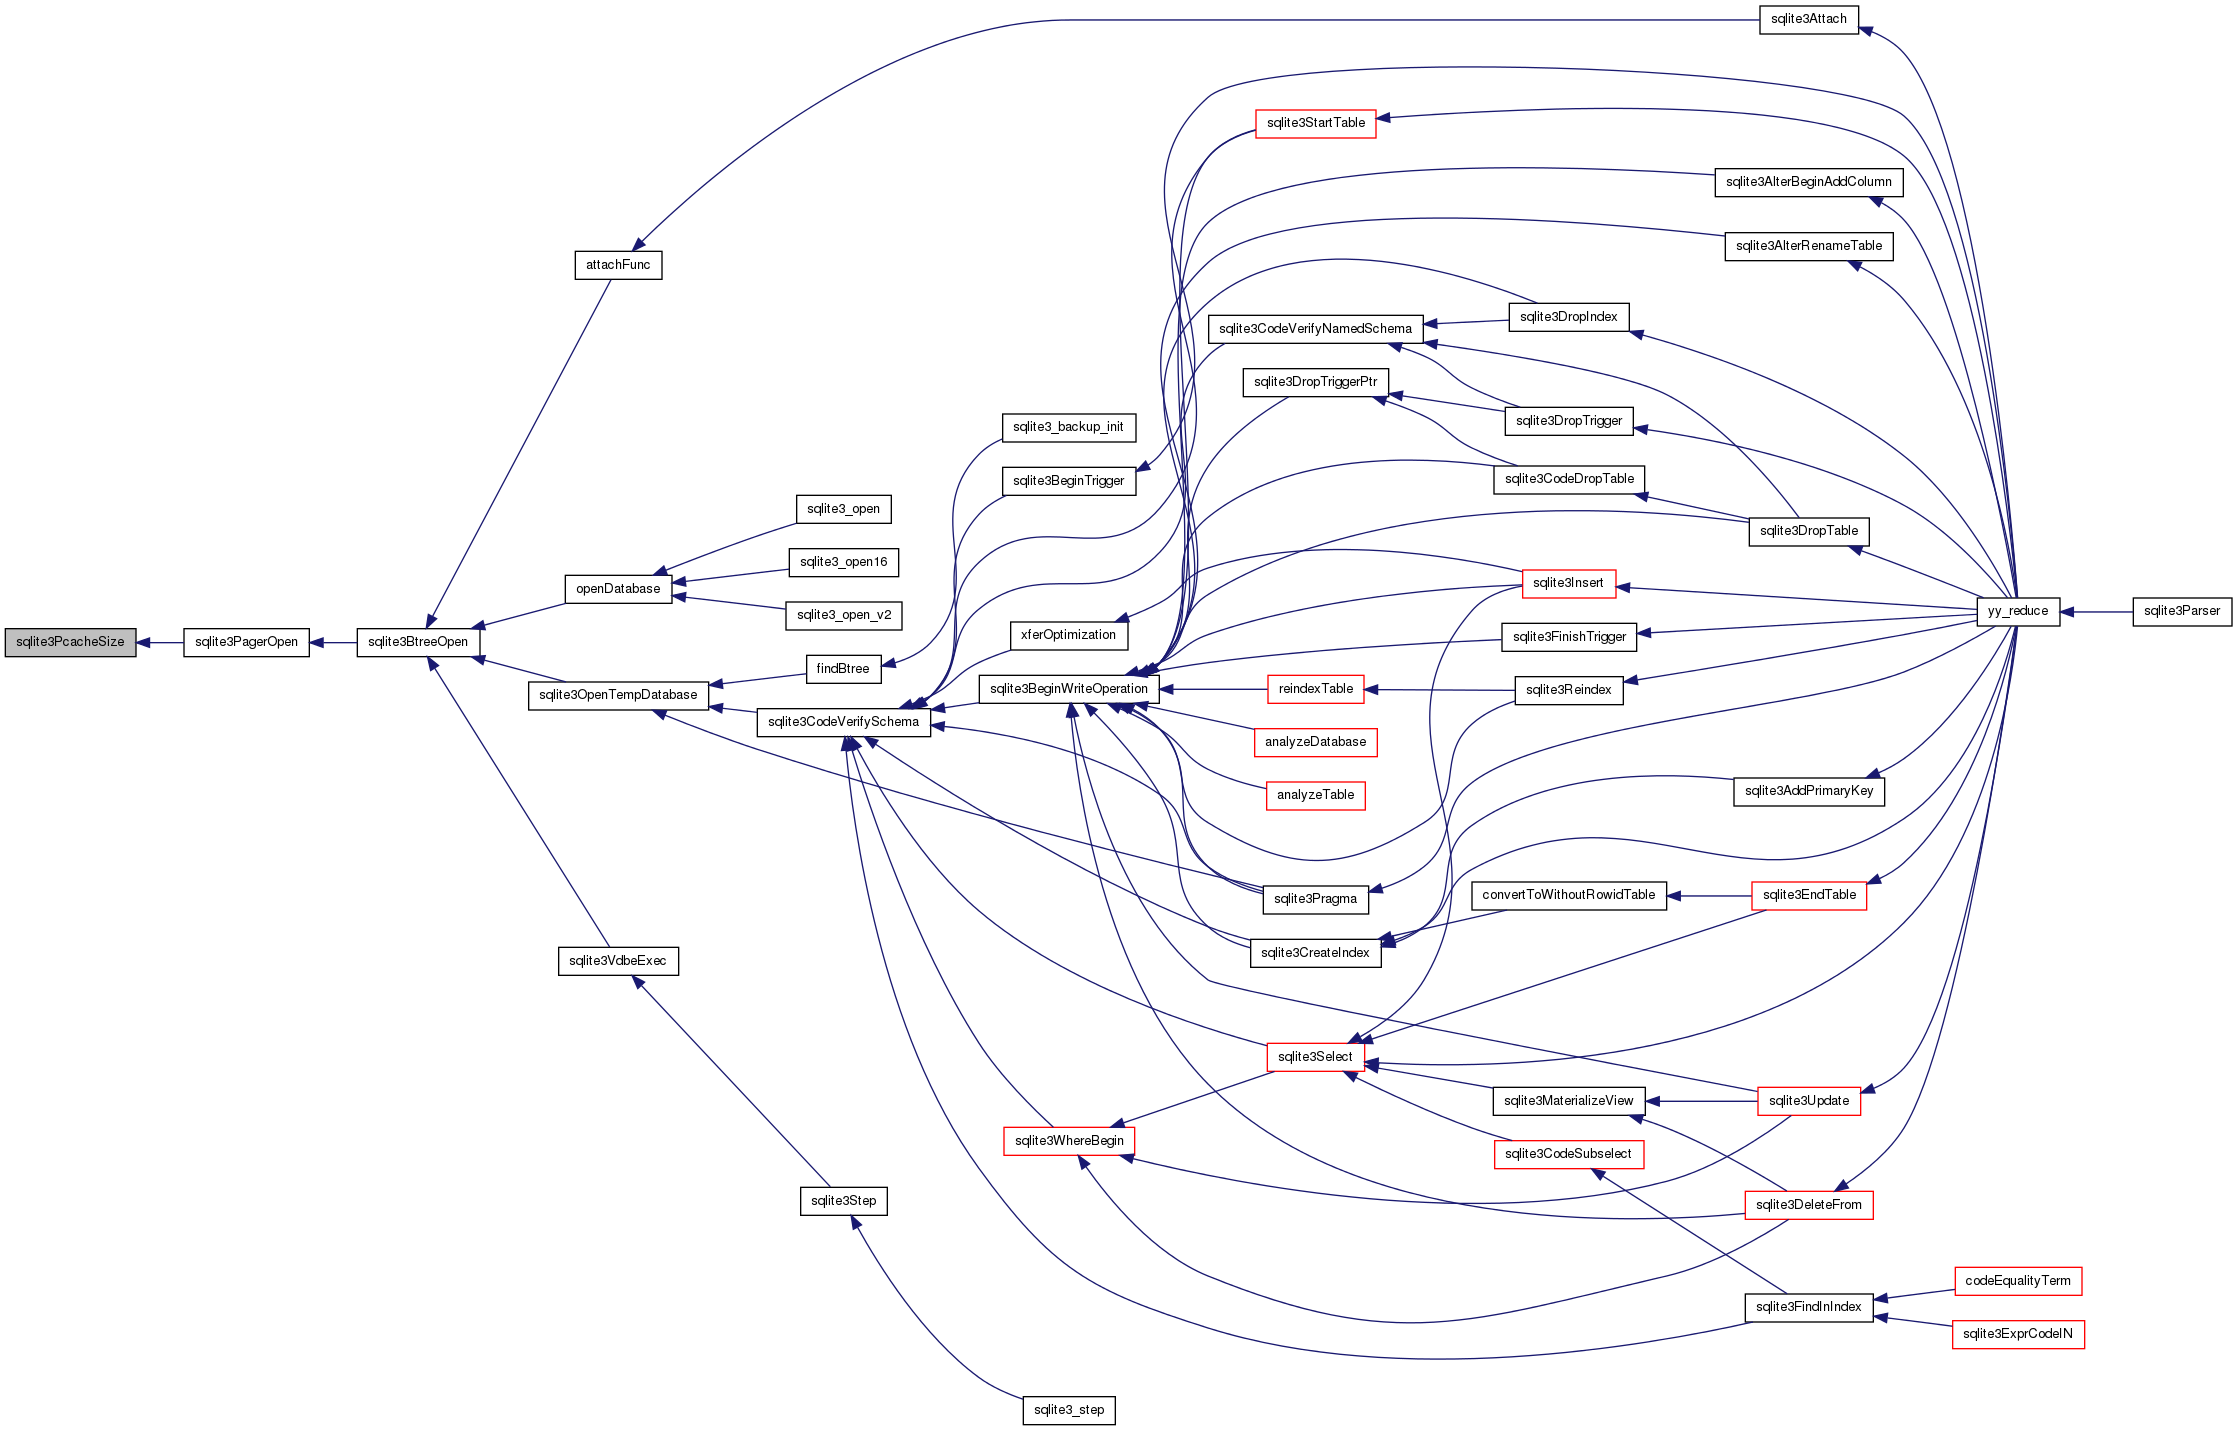 sqlite3PcacheSize
sqlite3PagerOpen
sqlite3BtreeOpen
attachFunc
openDatabase
sqlite3OpenTempDatabase
sqlite3VdbeExec
sqlite3_open
sqlite3_open16
sqlite3_open_v2
findBtree
sqlite3CodeVerifySchema
sqlite3Step
sqlite3_backup_init
sqlite3BeginTrigger
xferOptimization
sqlite3BeginWriteOperation
sqlite3WhereBegin
sqlite3_step
sqlite3StartTable
sqlite3CodeVerifyNamedSchema
sqlite3DropTriggerPtr
reindexTable
analyzeDatabase
analyzeTable
sqlite3Pragma
sqlite3CreateIndex
sqlite3Select
sqlite3DropIndex
sqlite3DropTrigger
sqlite3CodeDropTable
sqlite3Insert
sqlite3FinishTrigger
sqlite3Reindex
convertToWithoutRowidTable
sqlite3MaterializeView
sqlite3CodeSubselect
sqlite3Attach
sqlite3AlterBeginAddColumn
sqlite3AlterRenameTable
sqlite3DropTable
sqlite3AddPrimaryKey
sqlite3EndTable
sqlite3Update
sqlite3DeleteFrom
sqlite3FindInIndex
yy_reduce
codeEqualityTerm
sqlite3ExprCodeIN
sqlite3Parser